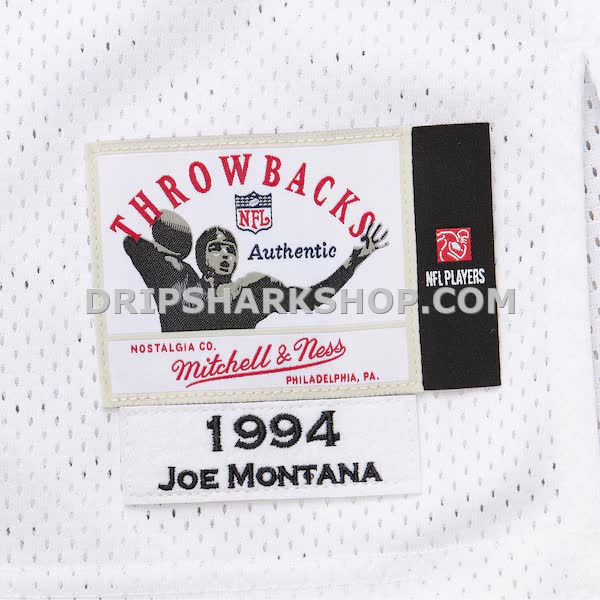 THROWBACKS
NFL
Authentic
NFL PLAYERS
DRIPSHARKSHOP.COM
NOSTALGIA CO.
Mitchell & Ness
PHILADELPHIA, PA.
1994
JOE MONTANA